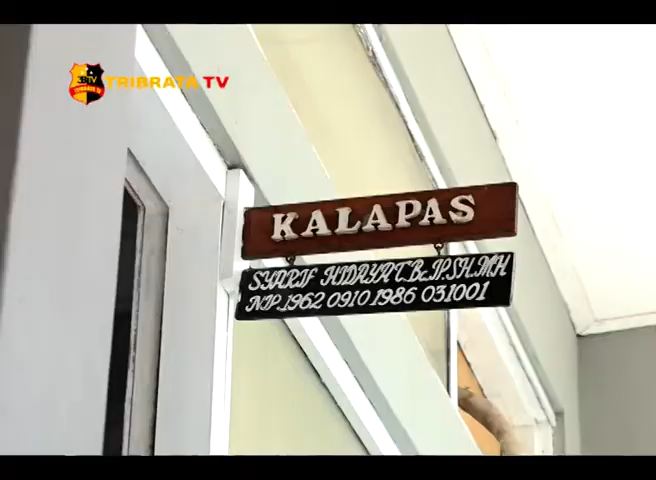 TRIBRATA TV
KALAPAS
SYARIF HIDAYAT.Bc.IP.SH.MH
NIP.1962 0910 1986 031001